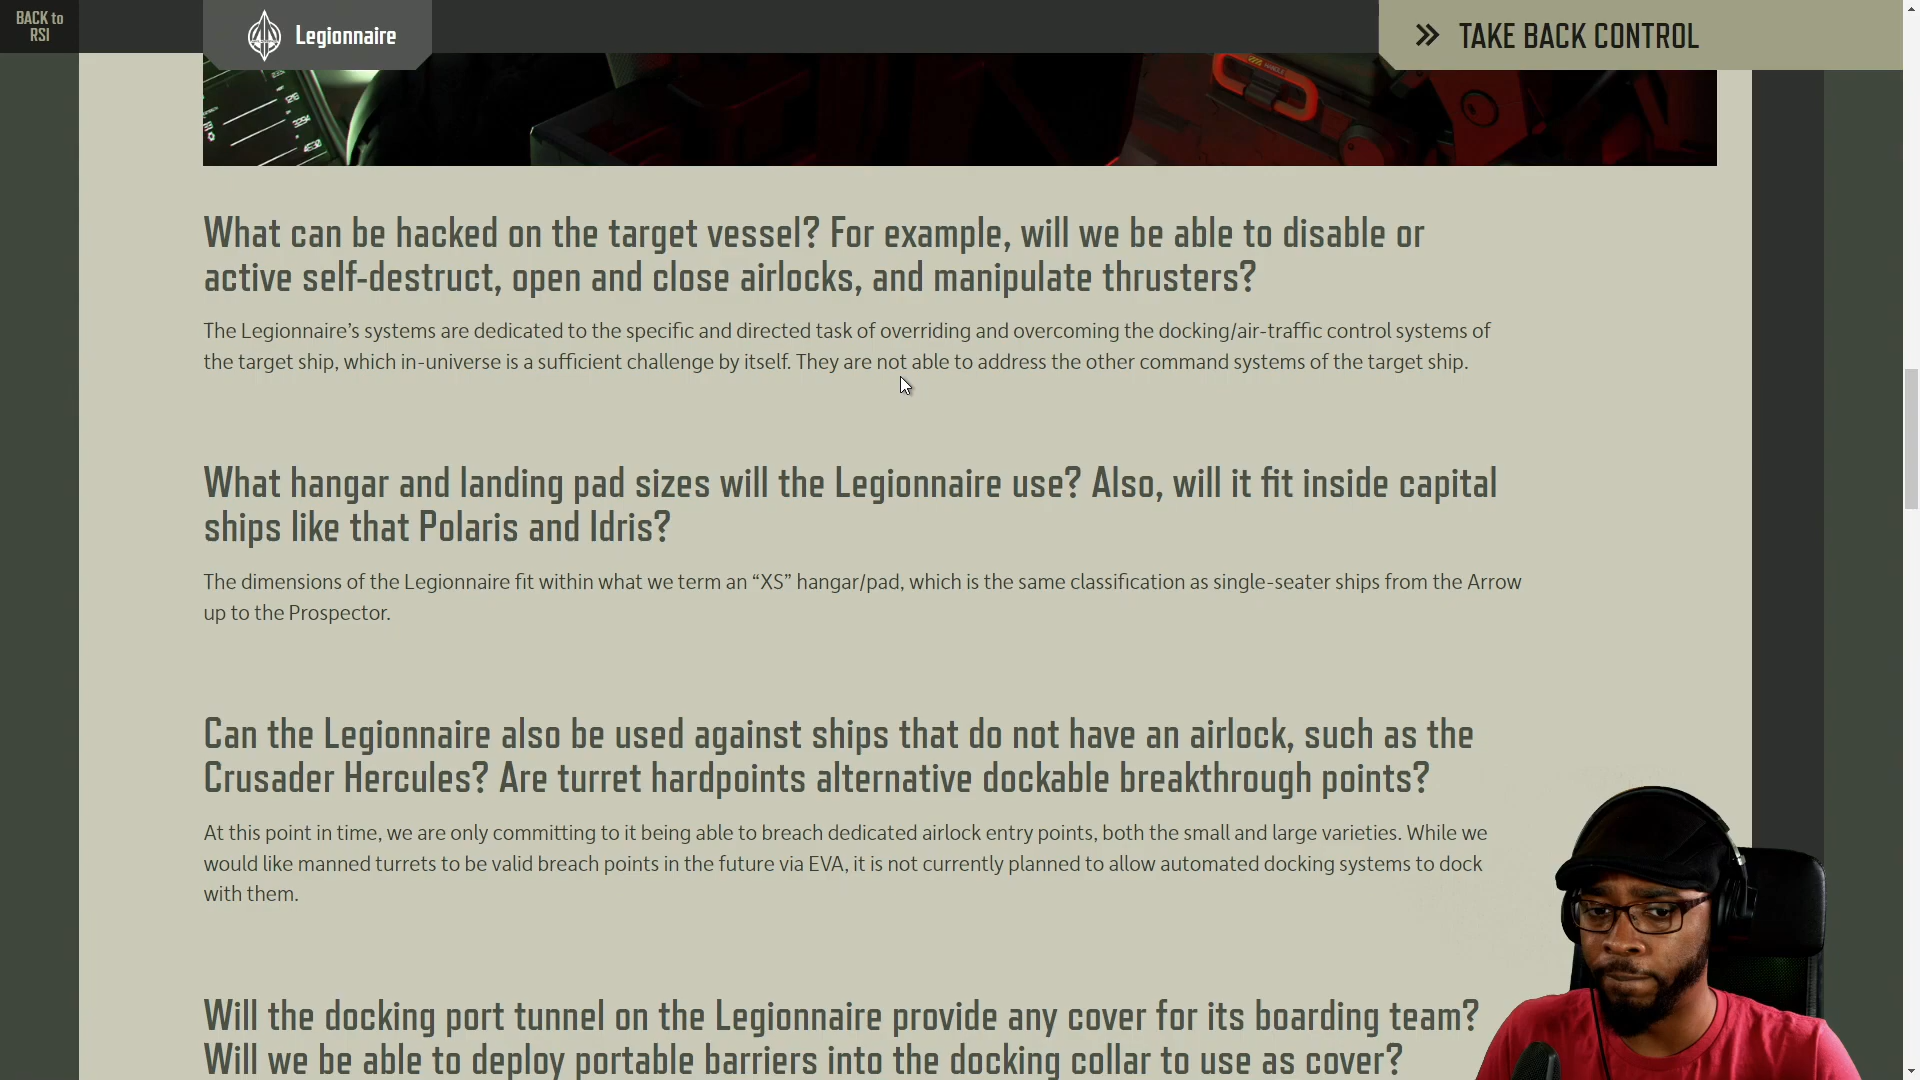 BACK to
RSI
Legionnaire
TAKE BACK CONTROL
What can be hacked on the target vessel? For example, will we be able to disable or
active self-destruct, open and close airlocks, and manipulate thrusters?
The Legionnaire’s systems are dedicated to the specific and directed task of overriding and overcoming the docking/air-traffic control systems of
the target ship, which in-universe is a sufficient challenge by itself. They are not able to address the other command systems of the target ship.
What hangar and landing pad sizes will the Legionnaire use? Also, will it fit inside capital
ships like that Polaris and Idris?
The dimensions of the Legionnaire fit within what we term an “XS” hangar/pad, which is the same classification as single-seater ships from the Arrow
up to the Prospector.
Can the Legionnaire also be used against ships that do not have an airlock, such as the
Crusader Hercules? Are turret hardpoints alternative dockable breakthrough points?
At this point in time, we are only committing to it being able to breach dedicated airlock entry points, both the small and large varieties. While we
would like manned turrets to be valid breach points in the future via EVA, it is not currently planned to allow automated docking systems to dock
with them.
Will the docking port tunnel on the Legionnaire provide any cover for its boarding team?
Will we be able to deploy portable barriers into the docking collar to use as cover?